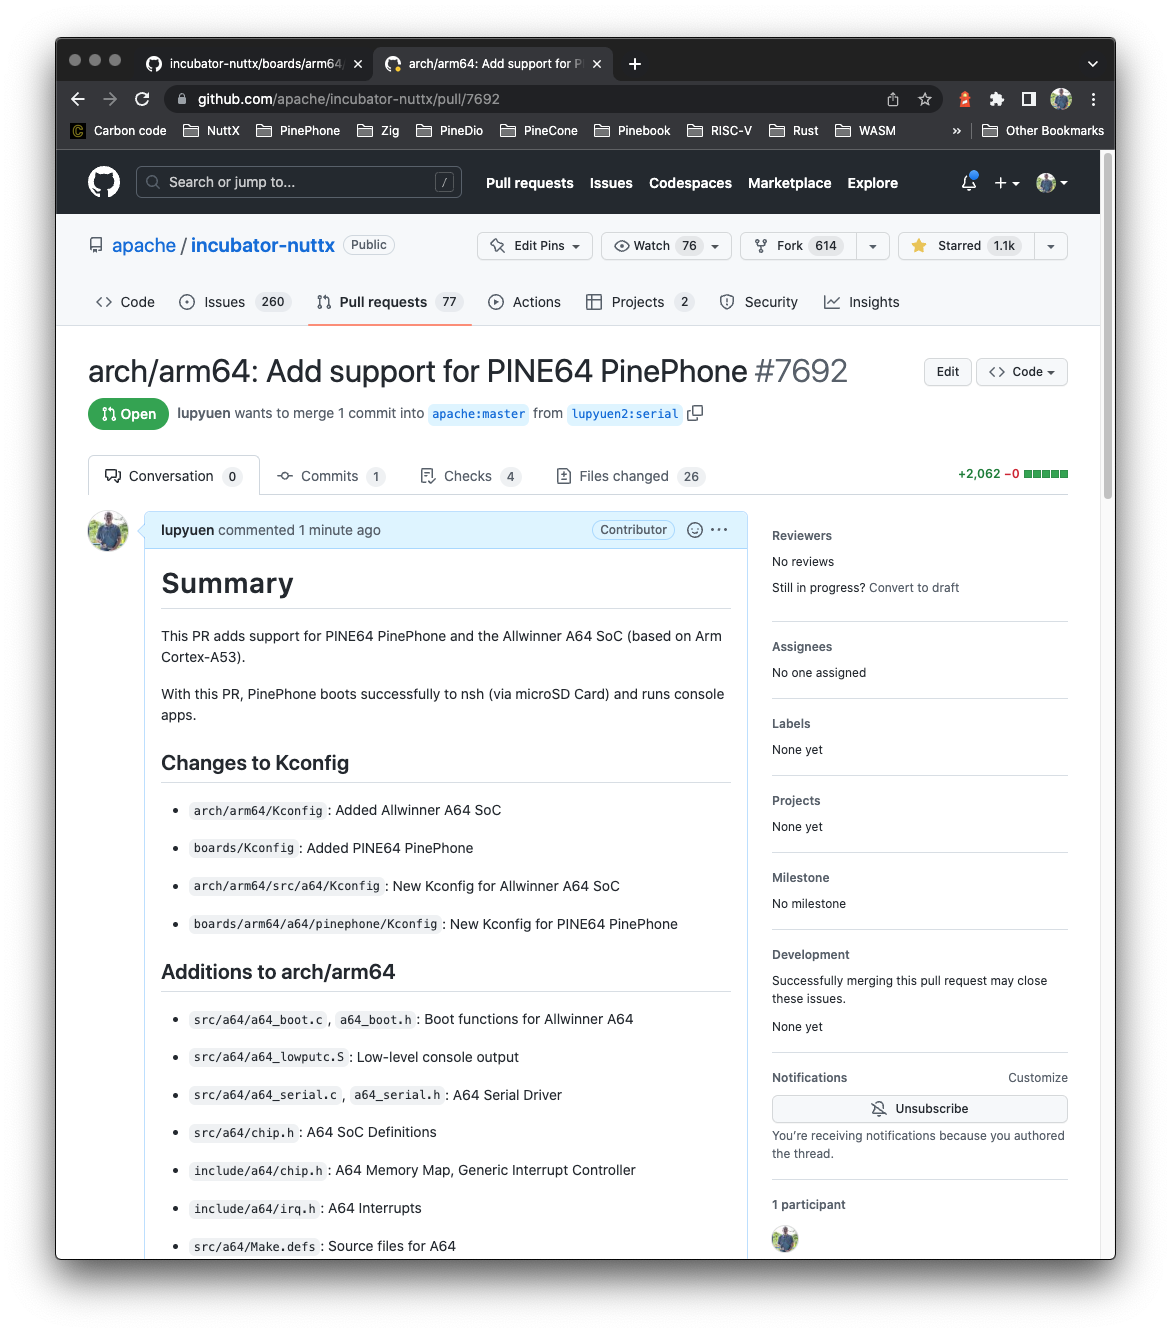 incubator-nuttx/boards/arm64
arch/arm64: Add support for P
github.com/apache/incubator-nuttx/pull/7692
Carbon code NuttX PinePhone Zig PineDio PineCone Pinebook RISC-V Rust WASM » Other Bookmarks
Search or jump to... / Pull requests Issues Codespaces Marketplace Explore
apache / incubator-nuttx Public Edit Pins Watch 76 Fork 614 Starred 1.1k
Code Issues 260 Pull requests 77 Actions Projects 2 Security Insights
arch/arm64: Add support for PINE64 PinePhone #7692 Edit Code
Open lupyuen wants to merge 1 commit into apache:master from lupyuen2:serial
Conversation 0 Commits 1 Checks 4 Files changed 26 +2,062 −0
lupyuen commented 1 minute ago Contributor
Summary
This PR adds support for PINE64 PinePhone and the Allwinner A64 SoC (based on Arm
Cortex-A53).
With this PR, PinePhone boots successfully to nsh (via microSD Card) and runs console
apps.
Changes to Kconfig
• arch/arm64/Kconfig: Added Allwinner A64 SoC
• boards/Kconfig: Added PINE64 PinePhone
• arch/arm64/src/a64/Kconfig: New Kconfig for Allwinner A64 SoC
• boards/arm64/a64/pinephone/Kconfig: New Kconfig for PINE64 PinePhone
Additions to arch/arm64
• src/a64/a64_boot.c, a64_boot.h: Boot functions for Allwinner A64
• src/a64/a64_lowputc.S: Low-level console output
• src/a64/a64_serial.c, a64_serial.h: A64 Serial Driver
• src/a64/chip.h: A64 SoC Definitions
• include/a64/chip.h: A64 Memory Map, Generic Interrupt Controller
• include/a64/irq.h: A64 Interrupts
• src/a64/Make.defs: Source files for A64
Reviewers
No reviews
Still in progress? Convert to draft
Assignees
No one assigned
Labels
None yet
Projects
None yet
Milestone
No milestone
Development
Successfully merging this pull request may close
these issues.
None yet
Notifications Customize
Unsubscribe
You're receiving notifications because you authored
the thread.
1 participant